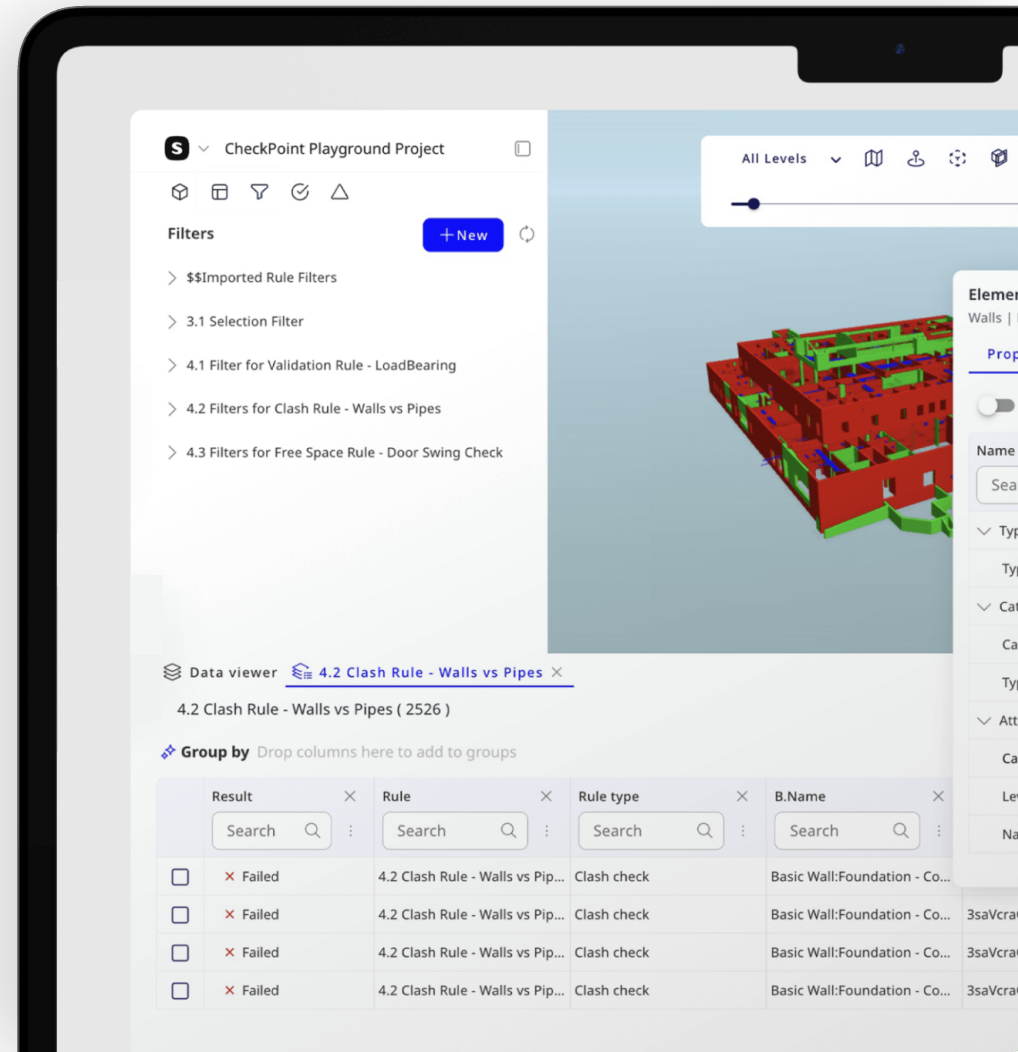 S CheckPoint Playground Project
Filters
+ New
$$Imported Rule Filters
3.1 Selection Filter
4.1 Filter for Validation Rule - LoadBearing
4.2 Filters for Clash Rule - Walls vs Pipes
4.3 Filters for Free Space Rule - Door Swing Check
All Levels
Walls |
Name
Data viewer 4.2 Clash Rule - Walls vs Pipes
4.2 Clash Rule - Walls vs Pipes ( 2526 )
Group by Drop columns here to add to groups
Result Rule Rule type B.Name
Search Search Search Search
Failed 4.2 Clash Rule - Walls vs Pip... Clash check Basic Wall:Foundation - Co...
Failed 4.2 Clash Rule - Walls vs Pip... Clash check Basic Wall:Foundation - Co...
Failed 4.2 Clash Rule - Walls vs Pip... Clash check Basic Wall:Foundation - Co...
Failed 4.2 Clash Rule - Walls vs Pip... Clash check Basic Wall:Foundation - Co...